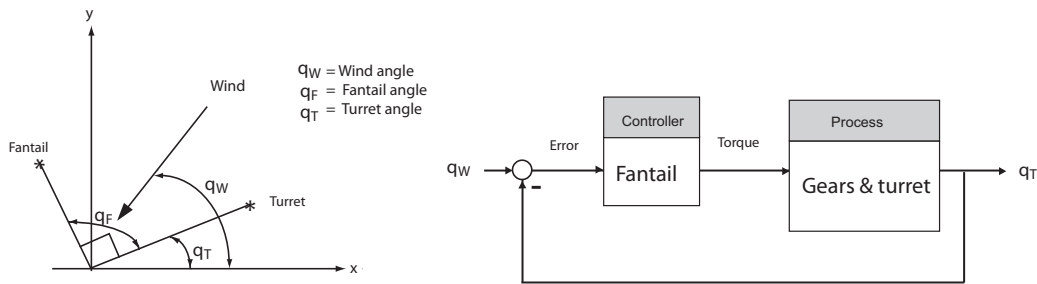 y
Fantail
*
Wind
qW = Wind angle
qF = Fantail angle
qT = Turret angle
qF
qW
*
Turret
qT
x
qW
-
Error
Controller
Fantail
Torque
Process
Gears & turret
qT